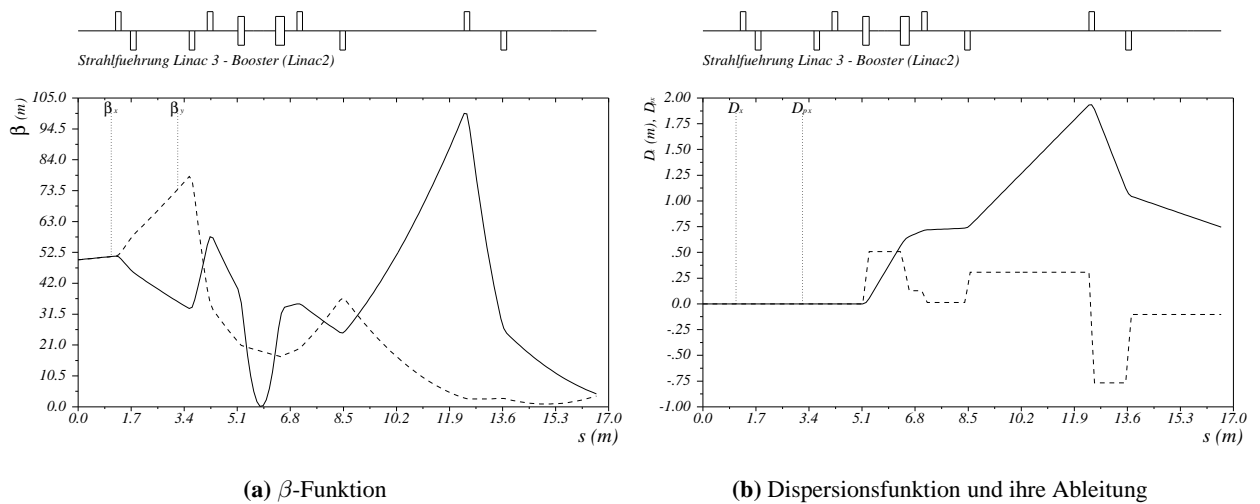 Strahlfuehrung Linac 3 - Booster (Linac2)
β (m)
105.0
94.5
84.0
73.5
63.0
52.5
42.0
31.5
21.0
10.5
0.0
βx
βy
0.0 1.7 3.4 5.1 6.8 8.5 10.2 11.9 13.6 15.3 17.0
s (m)
(a) β-Funktion
Strahlfuehrung Linac 3 - Booster (Linac2)
2.00
1.75
1.50
1.25
1.00
.75
.50
.25
0.0
-.25
-.50
-.75
-1.00
Dx
Dpx
0.0 1.7 3.4 5.1 6.8 8.5 10.2 11.9 13.6 15.3 17.0
s (m)
(b) Dispersionsfunktion und ihre Ableitung